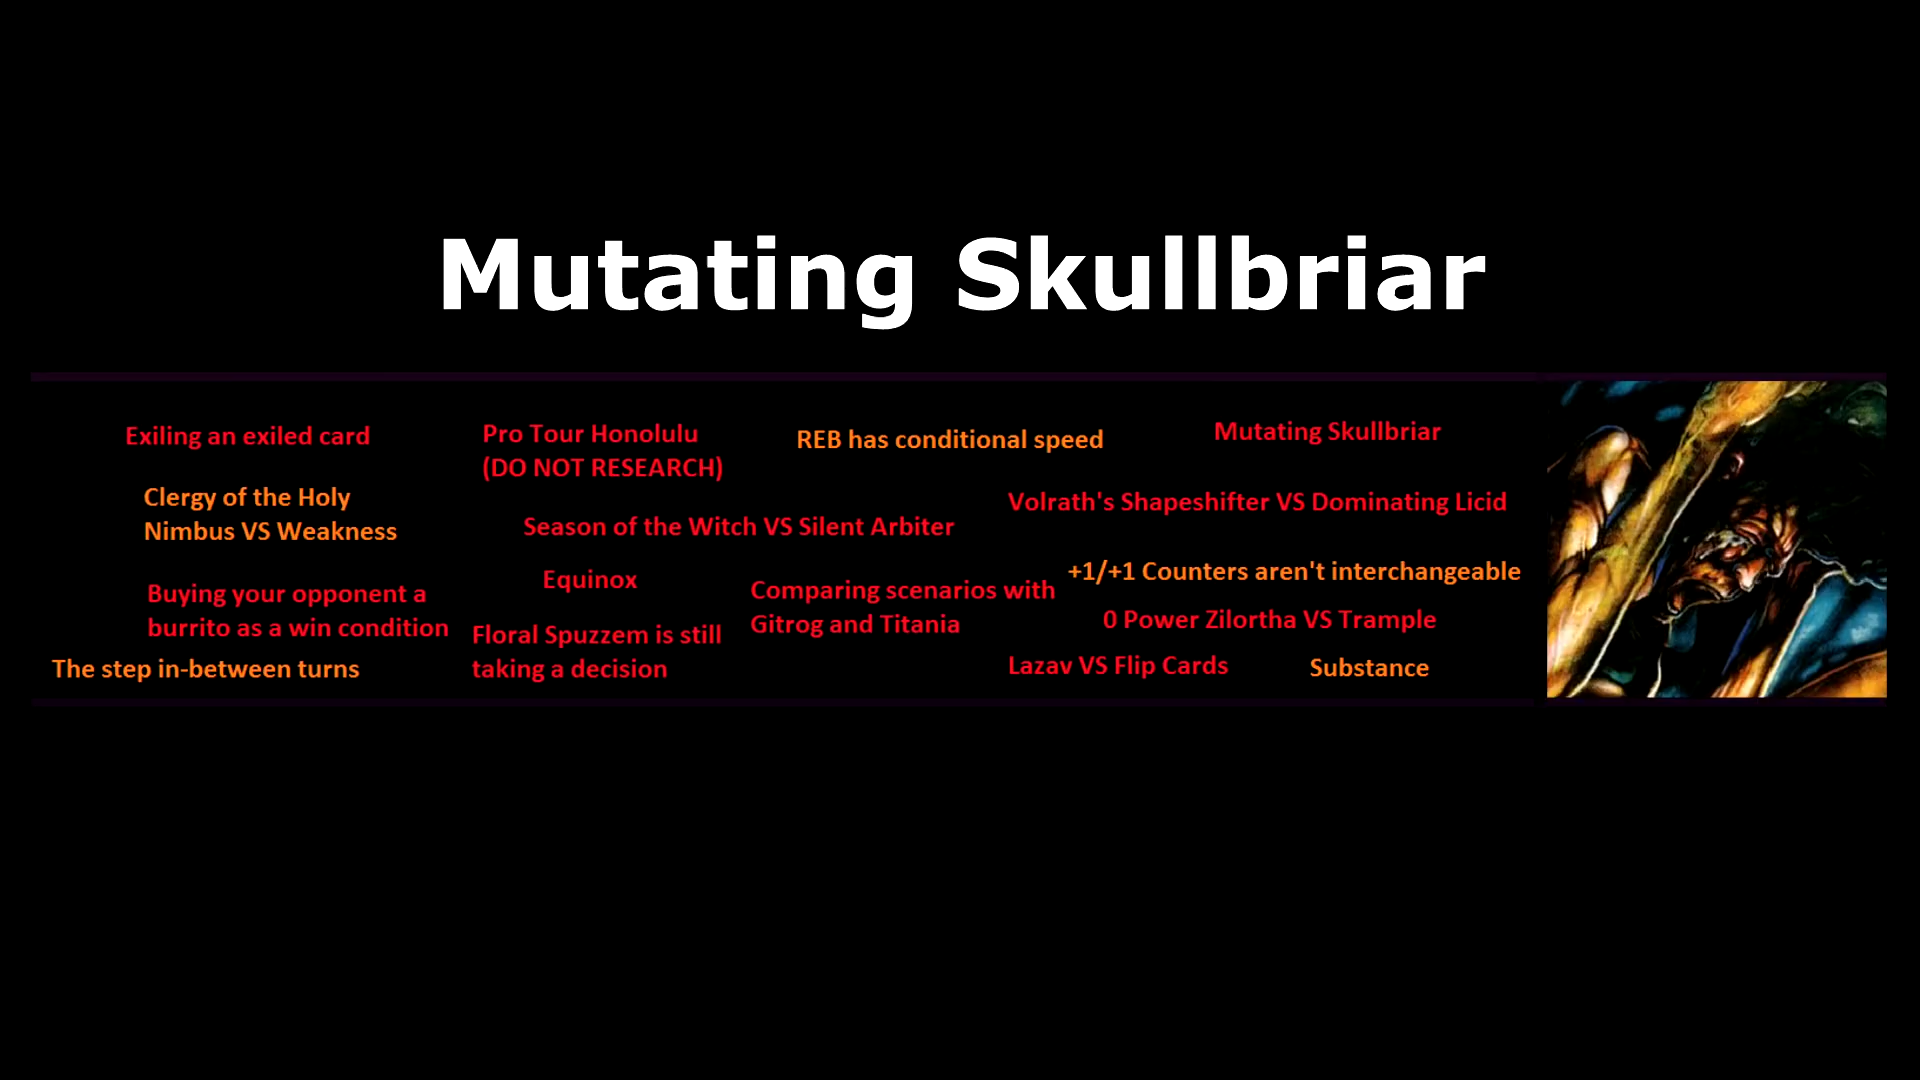 Mutating Skullbriar
Exiling an exiled card
Pro Tour Honolulu
(DO NOT RESEARCH)
REB has conditional speed
Mutating Skullbriar
Clergy of the Holy
Nimbus VS Weakness
Season of the Witch VS Silent Arbiter
Volrath's Shapeshifter VS Dominating Licid
Buying your opponent a
burrito as a win condition
Equinox
Comparing scenarios with
Gitrog and Titania
+1/+1 Counters aren't interchangeable
0 Power Zilortha VS Trample
The step in-between turns
Floral Spuzzem is still
taking a decision
Lazav VS Flip Cards
Substance